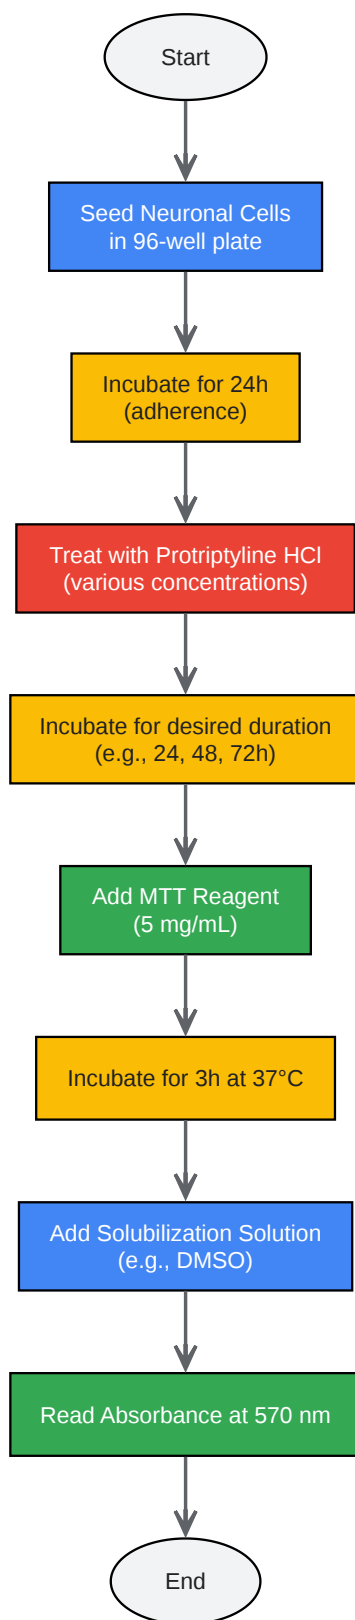 Start
Seed Neuronal Cells
in 96-well plate
Incubate for 24h
(adherence)
Treat with Protriptyline HCl
(various concentrations)
Incubate for desired duration
(e.g., 24, 48, 72h)
Add MTT Reagent
(5 mg/mL)
Incubate for 3h at 37°C
Add Solubilization Solution
(e.g., DMSO)
Read Absorbance at 570 nm
End